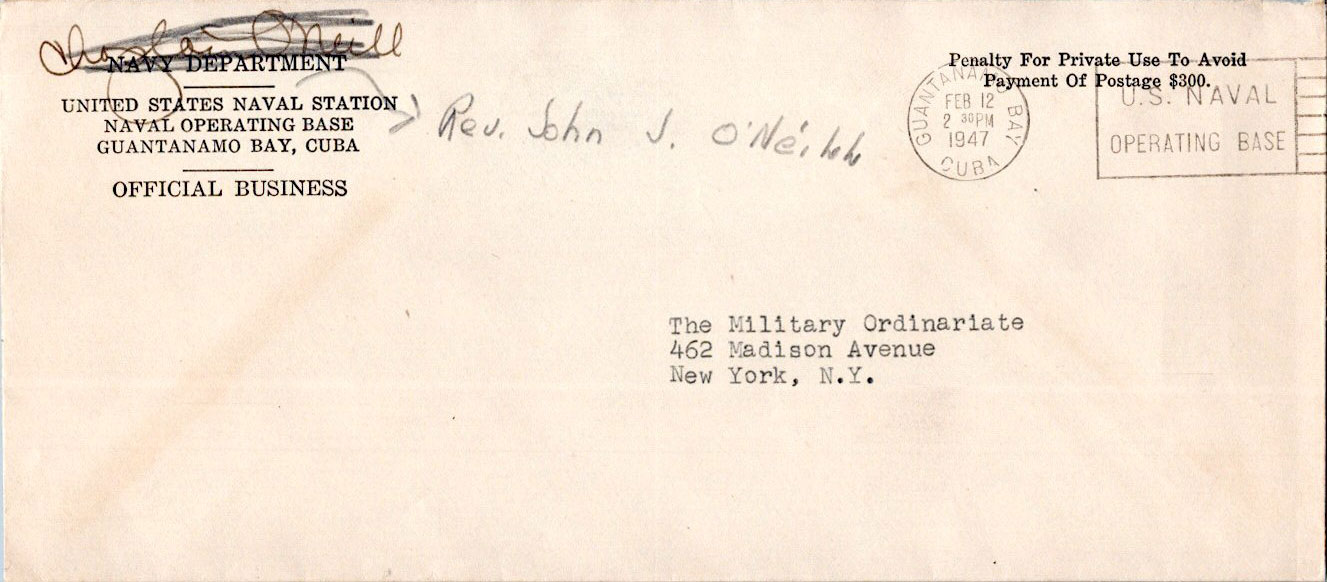 Chaplain O'Neill
NAVY DEPARTMENT
UNITED STATES NAVAL STATION
NAVAL OPERATING BASE
GUANTANAMO BAY, CUBA
OFFICIAL BUSINESS
Rev. John J. O'Neill
Penalty For Private Use To Avoid
Payment Of Postage $300.
GUANTANAMO BAY
FEB 12
2 30PM
1947
CUBA
U.S. NAVAL
OPERATING BASE
The Military Ordinariate
462 Madison Avenue
New York, N.Y.